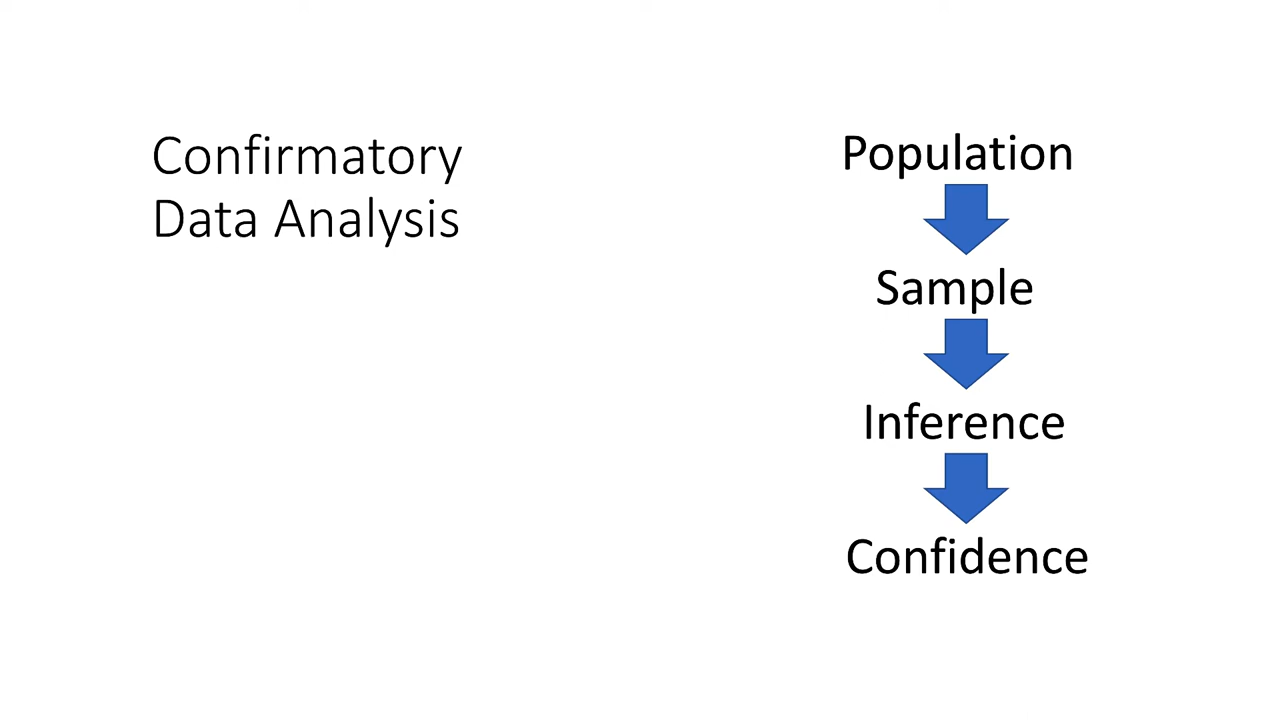 Confirmatory
Data Analysis
Population
Sample
Inference
Confidence